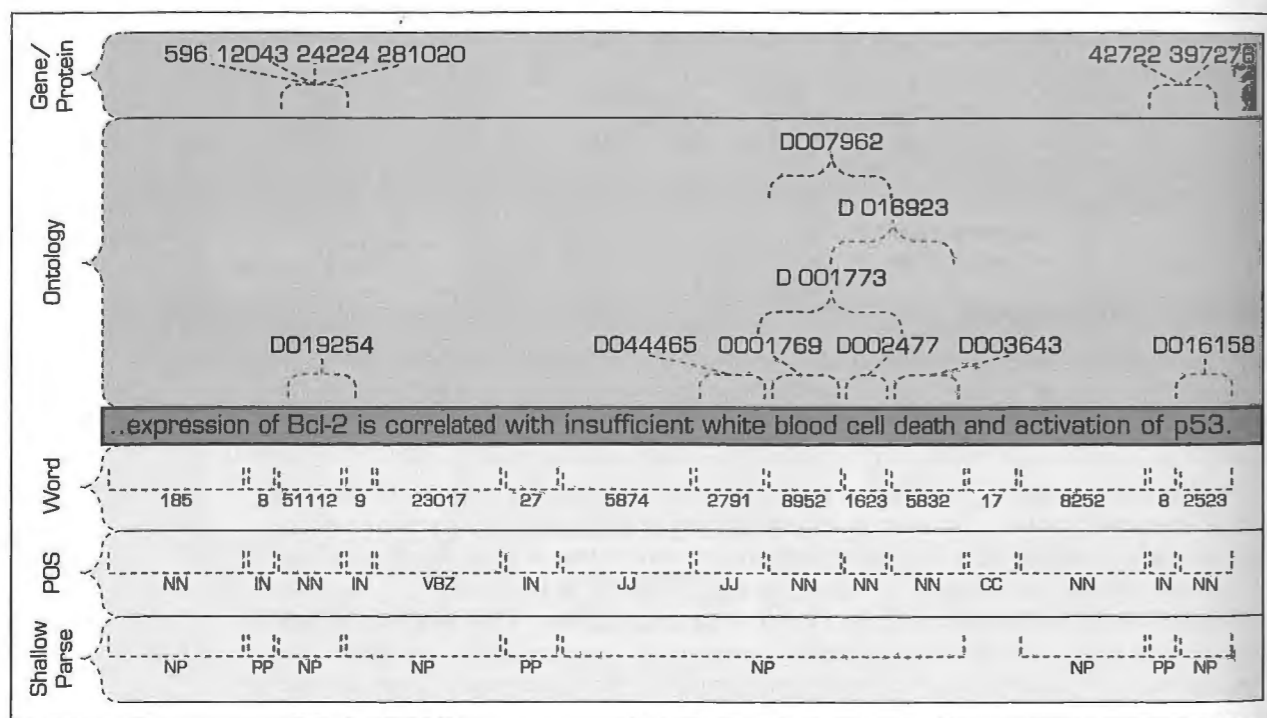 Gene/
Protein
596 12043 24224 281020
42722 397276
Ontology
D007962
D 016923
D 001773
D019254
D044465
D001769
D002477
D003643
D016158
...expression of Bcl-2 is correlated with insufficient white blood cell death and activation of p53.
Word
185 8 51112 9 23017 27 5874 2791 8952 1623 5832 17 8252 8 2523
POS
NN IN NN IN VBZ IN JJ JJ NN NN NN CC NN IN NN
Shallow
Parse
NP PP NP NP PP NP NP PP NP